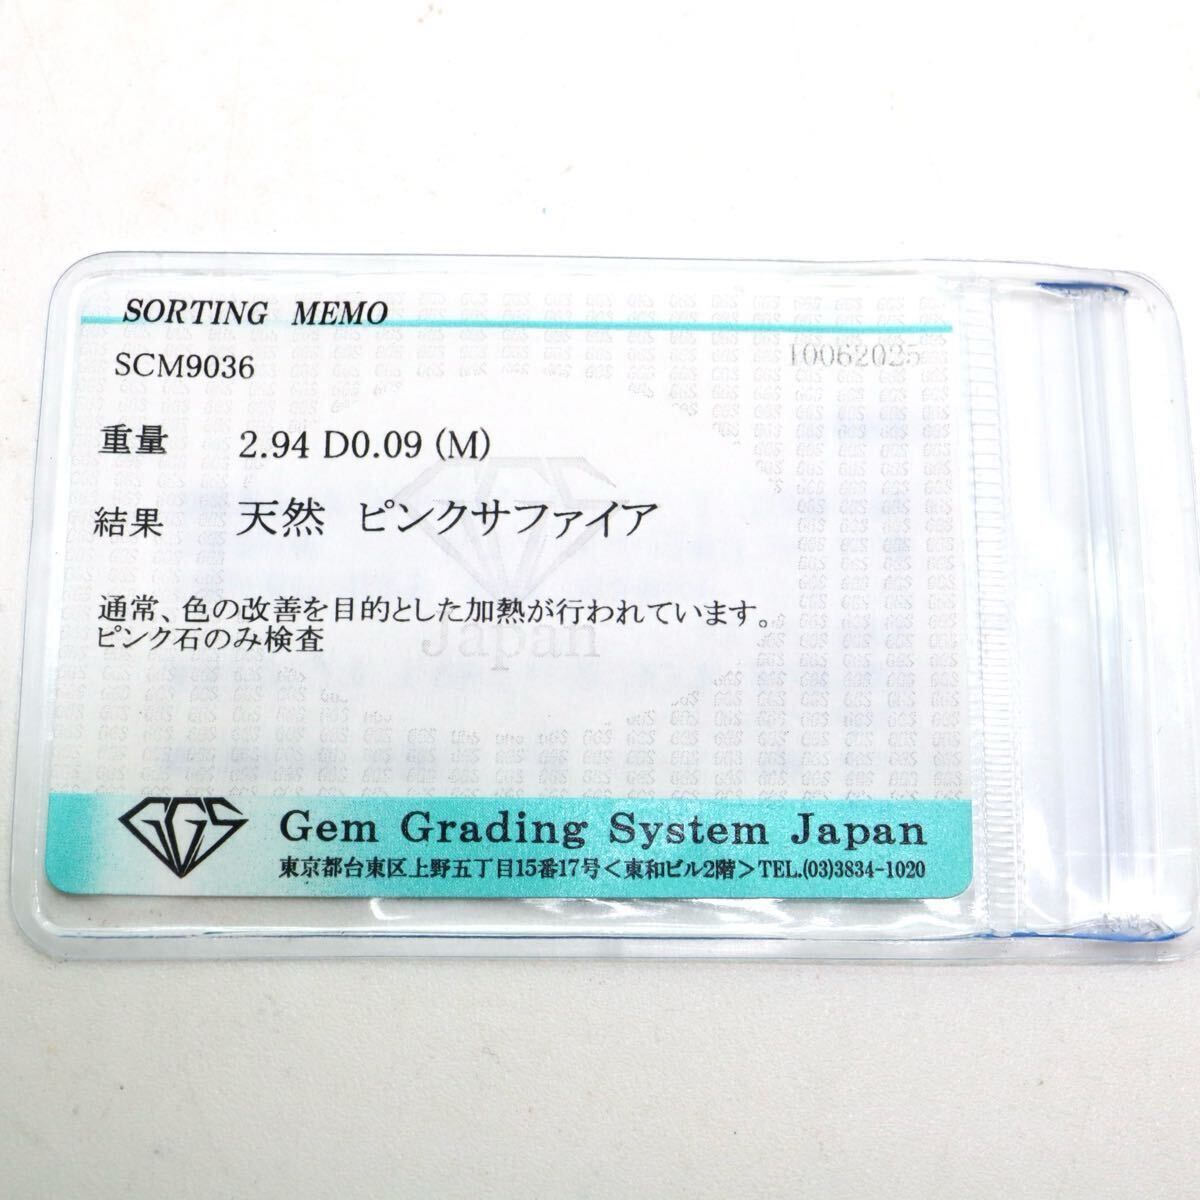 SORTING MEMO
SCM9036
10062025
重量 2.94 D0.09 (M)
結果 天然 ピンクサファイア
通常、色の改善を目的とした加熱が行われています。
ピンク石のみ検査
Japan
GGS
Gem Grading System Japan
東京都台東区上野五丁目15番17号<東和ビル2階>TEL.(03)3834-1020